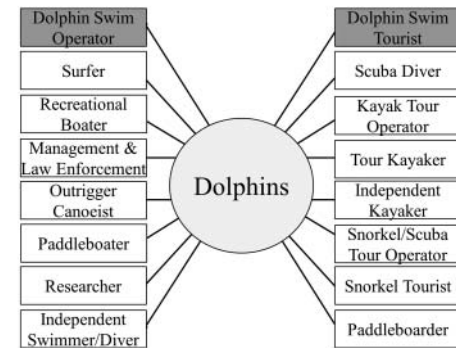 Dolphin Swim
Operator
Surfer
Recreational
Boater
Management &
Law Enforcement
Outrigger
Canoeist
Paddleboater
Researcher
Independent
Swimmer/Diver
Dolphins
Dolphin Swim
Tourist
Scuba Diver
Kayak Tour
Operator
Tour Kayaker
Independent
Kayaker
Snorkel/Scuba
Tour Operator
Snorkel Tourist
Paddleboarder